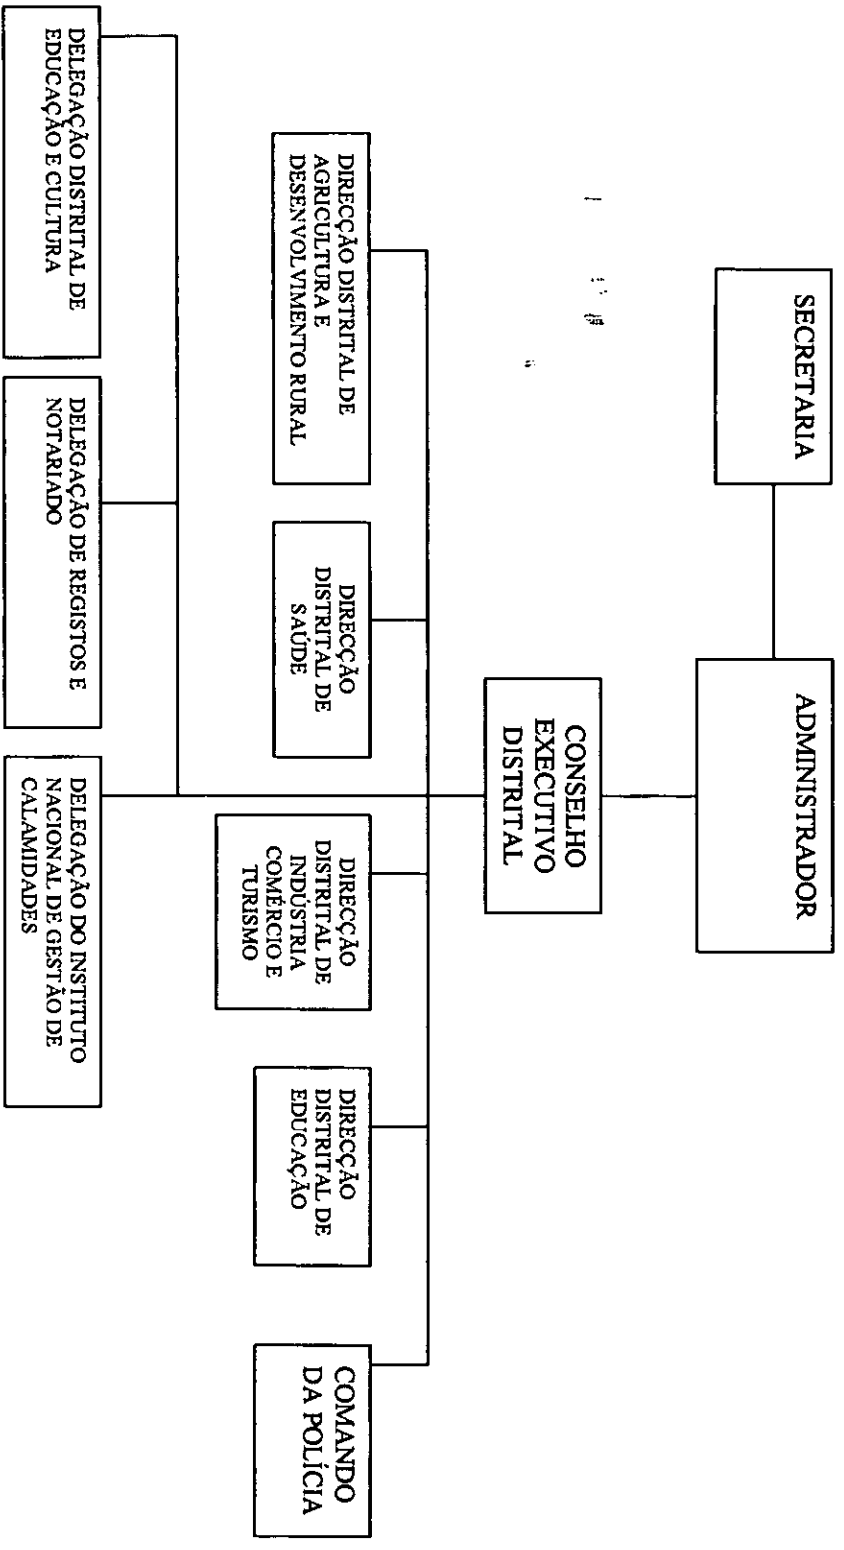 SECRETARIA
ADMINISTRADOR
CONSELHO
EXECUTIVO
DISTRITAL
DIRECÇÃO DISTRITAL DE
AGRICULTURA E
DESENVOLVIMENTO RURAL
DIRECÇÃO
DISTRITAL DE
SAÚDE
DIRECÇÃO
DISTRITAL DE
INDÚSTRIA
COMÉRCIO E
TURISMO
DIRECÇÃO
DISTRITAL DE
EDUCAÇÃO
COMANDO
DA POLÍCIA
DELEGAÇÃO DISTRITAL DE
EDUCAÇÃO E CULTURA
DELEGAÇÃO DE REGISTOS E
NOTARIADO
DELEGAÇÃO DO INSTITUTO
NACIONAL DE GESTÃO DE
CALAMIDADES